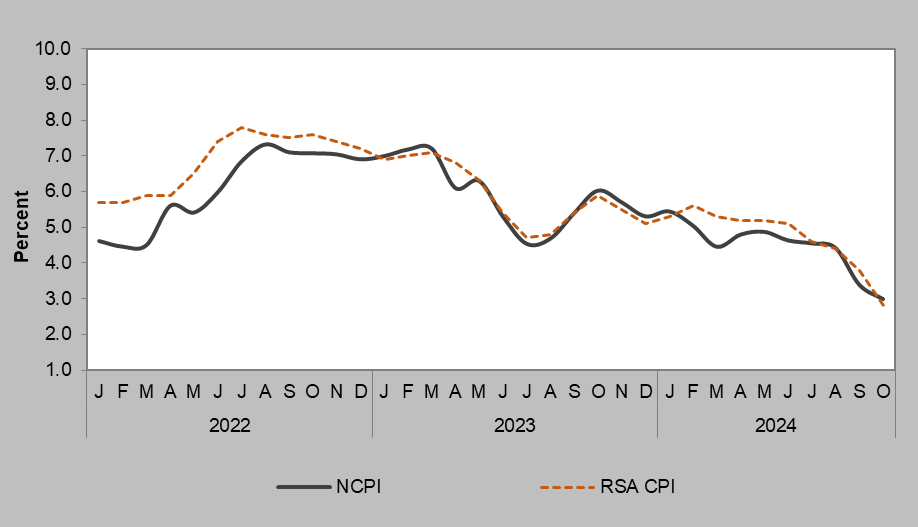 Percent
10.0
9.0
8.0
7.0
6.0
5.0
4.0
3.0
2.0
1.0
J F M A M J J A S O N D J F M A M J J A S O N D J F M A M J J A S O
2022 2023 2024
NCPI RSA CPI